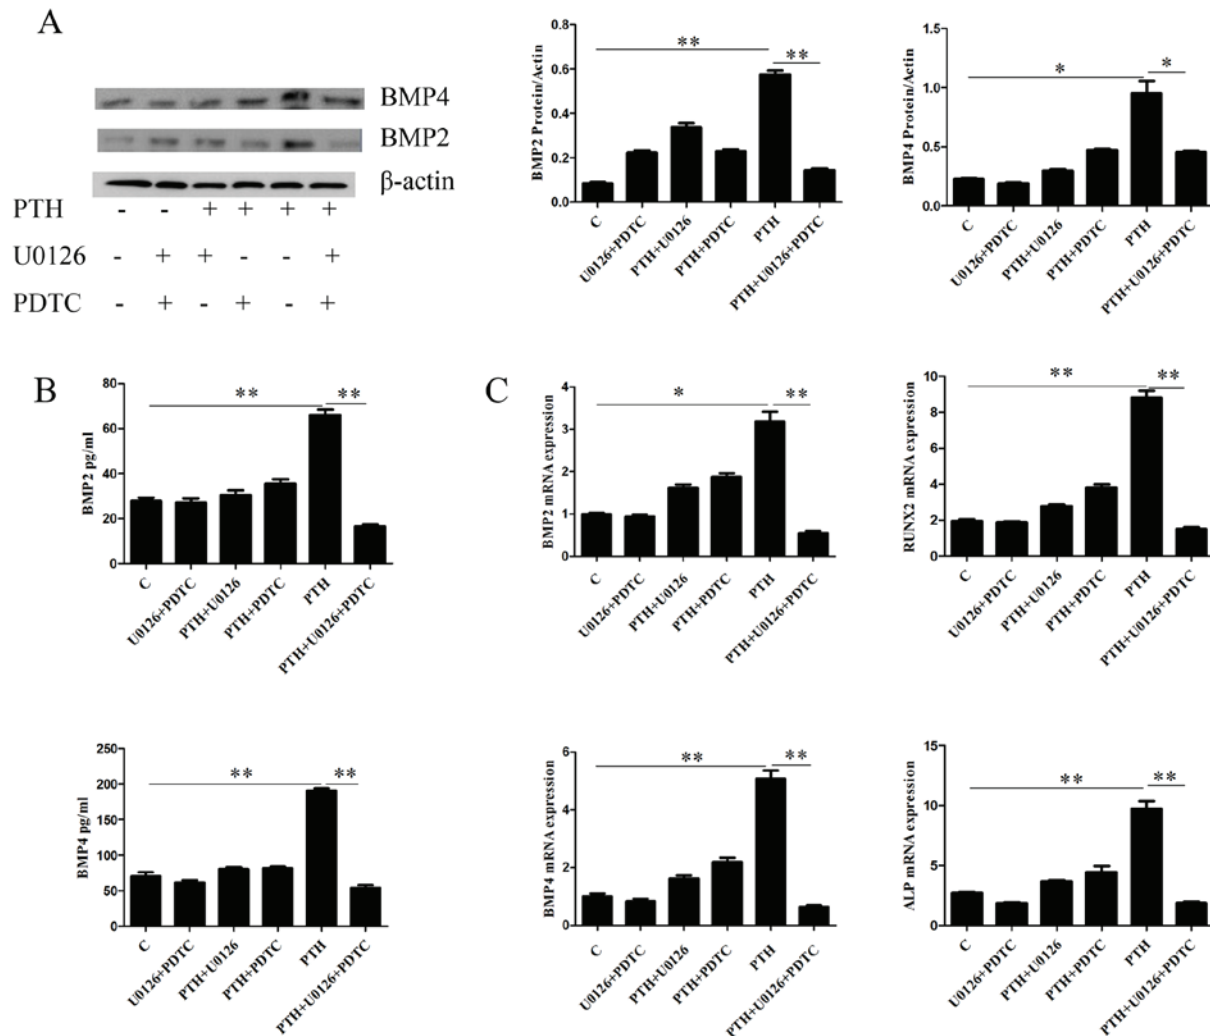 A
BMP4
BMP2
β-actin
PTH - - + + + +
U0126 - + + - - +
PDTC - + - + - +
BMP2 Protein/Actin
0.8
0.6
0.4
0.2
0.0
** **
C U0126+PDTC PTH+U0126 PTH+PDTC PTH PTH+U0126+PDTC
BMP4 Protein/Actin
1.5
1.0
0.5
0.0
* *
C U0126+PDTC PTH+U0126 PTH+PDTC PTH PTH+U0126+PDTC
B
BMP2 pg/ml
80
60
40
20
0
** **
C U0126+PDTC PTH+U0126 PTH+PDTC PTH PTH+U0126+PDTC
C
BMP2 mRNA expression
4
3
2
1
0
* **
C U0126+PDTC PTH+U0126 PTH+PDTC PTH PTH+U0126+PDTC
RUNX2 mRNA expression
10
8
6
4
2
0
** **
C U0126+PDTC PTH+U0126 PTH+PDTC PTH PTH+U0126+PDTC
BMP4 pg/ml
250
200
150
100
50
0
** **
C U0126+PDTC PTH+U0126 PTH+PDTC PTH PTH+U0126+PDTC
BMP4 mRNA expression
6
4
2
0
** **
C U0126+PDTC PTH+U0126 PTH+PDTC PTH PTH+U0126+PDTC
ALP mRNA expression
15
10
5
0
** **
C U0126+PDTC PTH+U0126 PTH+PDTC PTH PTH+U0126+PDTC